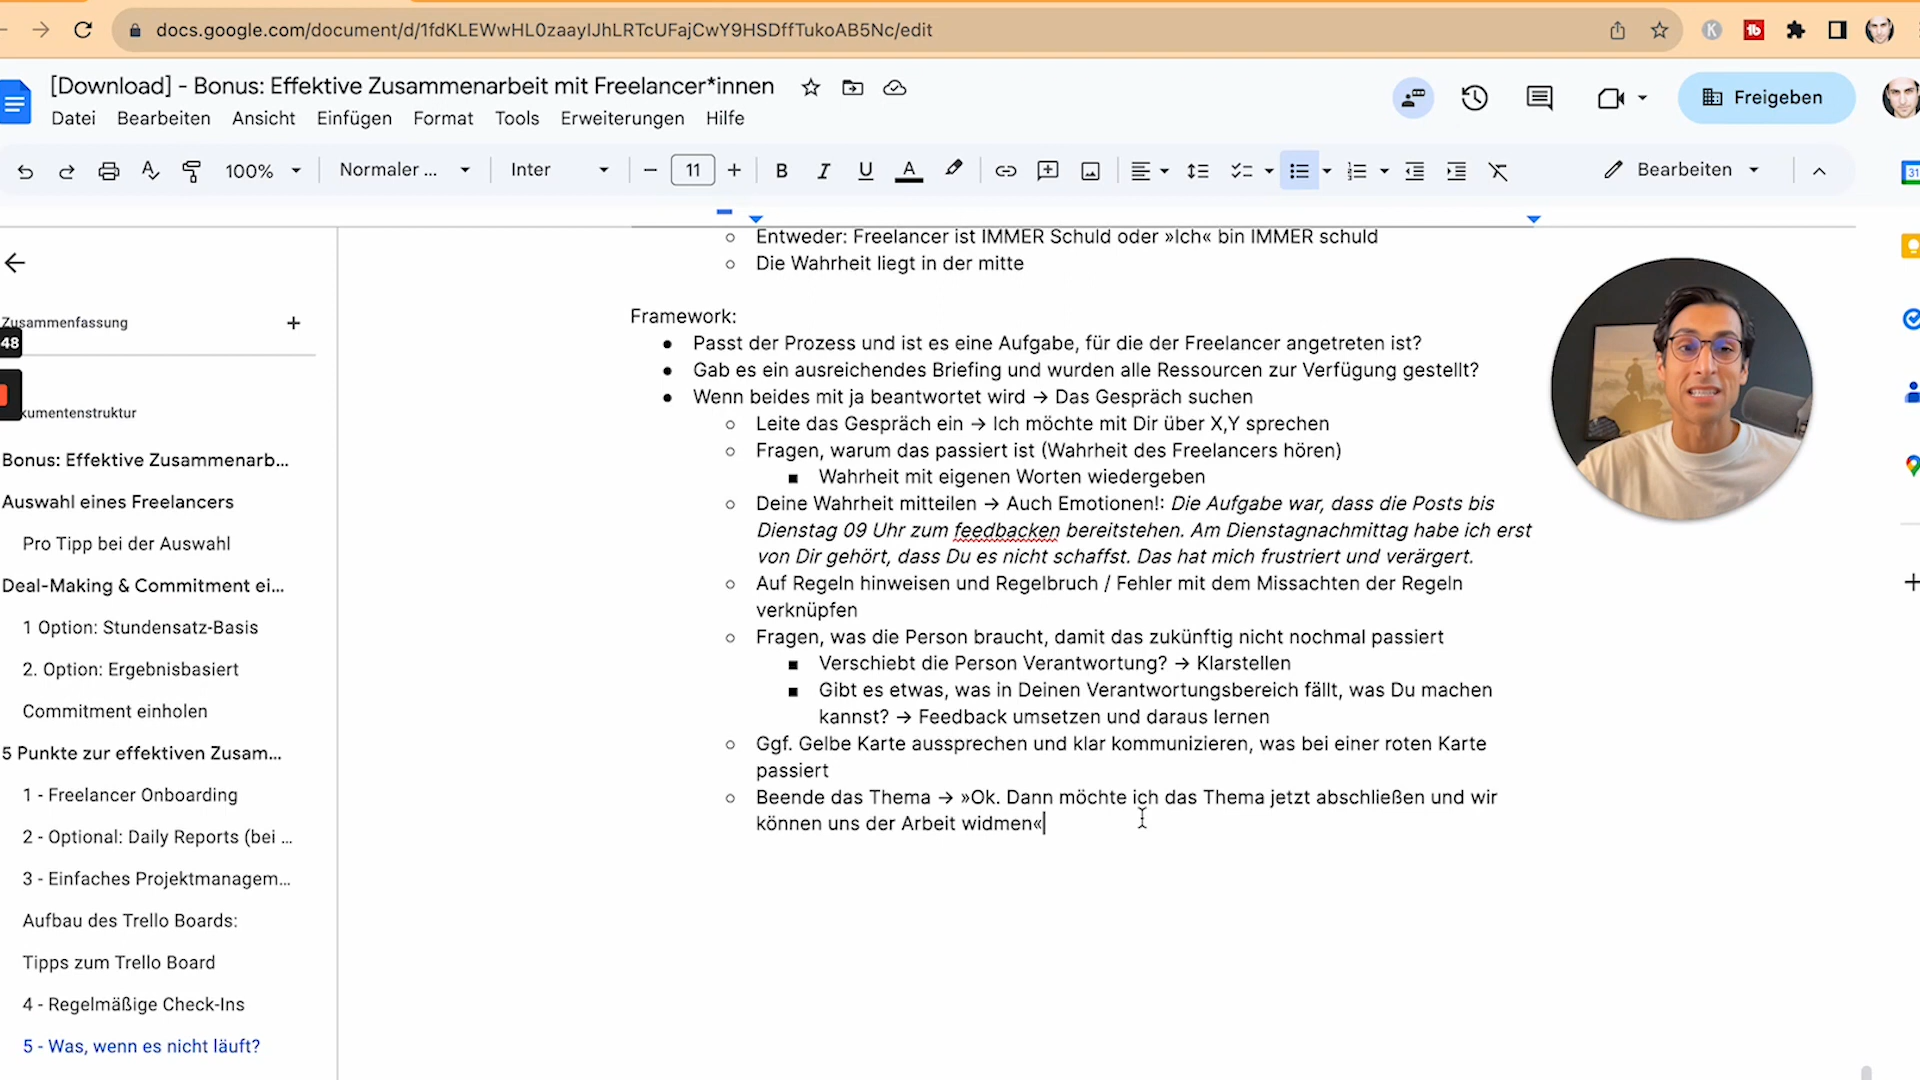 docs.google.com/document/d/1fdKLEWwHL0zaayIJhLRTcUFajCwY9HSDffTukoAB5Nc/edit
[Download] - Bonus: Effektive Zusammenarbeit mit Freelancer*innen
Freigeben
Datei Bearbeiten Ansicht Einfügen Format Tools Erweiterungen Hilfe
100% Normaler ... Inter 11 B I U A Bearbeiten
31
Zusammenfassung
48
kumentenstruktur
Bonus: Effektive Zusammenarb...
Auswahl eines Freelancers
Pro Tipp bei der Auswahl
Deal-Making & Commitment ei...
1 Option: Stundensatz-Basis
2. Option: Ergebnisbasiert
Commitment einholen
5 Punkte zur effektiven Zusam...
1 - Freelancer Onboarding
2 - Optional: Daily Reports (bei ...
3 - Einfaches Projektmanagem...
Aufbau des Trello Boards:
Tipps zum Trello Board
4 - Regelmäßige Check-Ins
5 - Was, wenn es nicht läuft?
○ Entweder: Freelancer ist IMMER Schuld oder »Ich« bin IMMER schuld
○ Die Wahrheit liegt in der mitte
Framework:
● Passt der Prozess und ist es eine Aufgabe, für die der Freelancer angetreten ist?
● Gab es ein ausreichendes Briefing und wurden alle Ressourcen zur Verfügung gestellt?
● Wenn beides mit ja beantwortet wird → Das Gespräch suchen
○ Leite das Gespräch ein → Ich möchte mit Dir über X,Y sprechen
○ Fragen, warum das passiert ist (Wahrheit des Freelancers hören)
■ Wahrheit mit eigenen Worten wiedergeben
○ Deine Wahrheit mitteilen → Auch Emotionen!: Die Aufgabe war, dass die Posts bis
Dienstag 09 Uhr zum feedbacken bereitstehen. Am Dienstagnachmittag habe ich erst
von Dir gehört, dass Du es nicht schaffst. Das hat mich frustriert und verärgert.
○ Auf Regeln hinweisen und Regelbruch / Fehler mit dem Missachten der Regeln
verknüpfen
○ Fragen, was die Person braucht, damit das zukünftig nicht nochmal passiert
■ Verschiebt die Person Verantwortung? → Klarstellen
■ Gibt es etwas, was in Deinen Verantwortungsbereich fällt, was Du machen
kannst? → Feedback umsetzen und daraus lernen
○ Ggf. Gelbe Karte aussprechen und klar kommunizieren, was bei einer roten Karte
passiert
○ Beende das Thema → »Ok. Dann möchte ich das Thema jetzt abschließen und wir
können uns der Arbeit widmen«